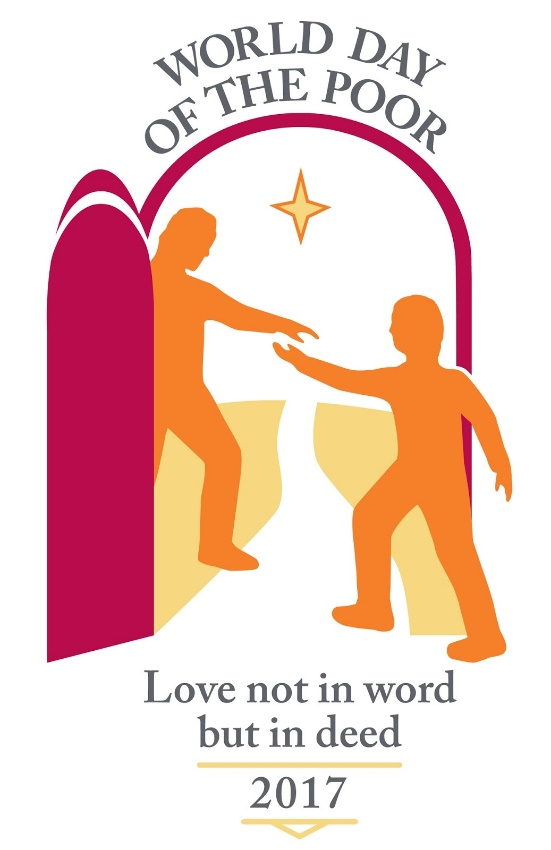 WORLD DAY
OF THE POOR
Love not in word
but in deed
2017